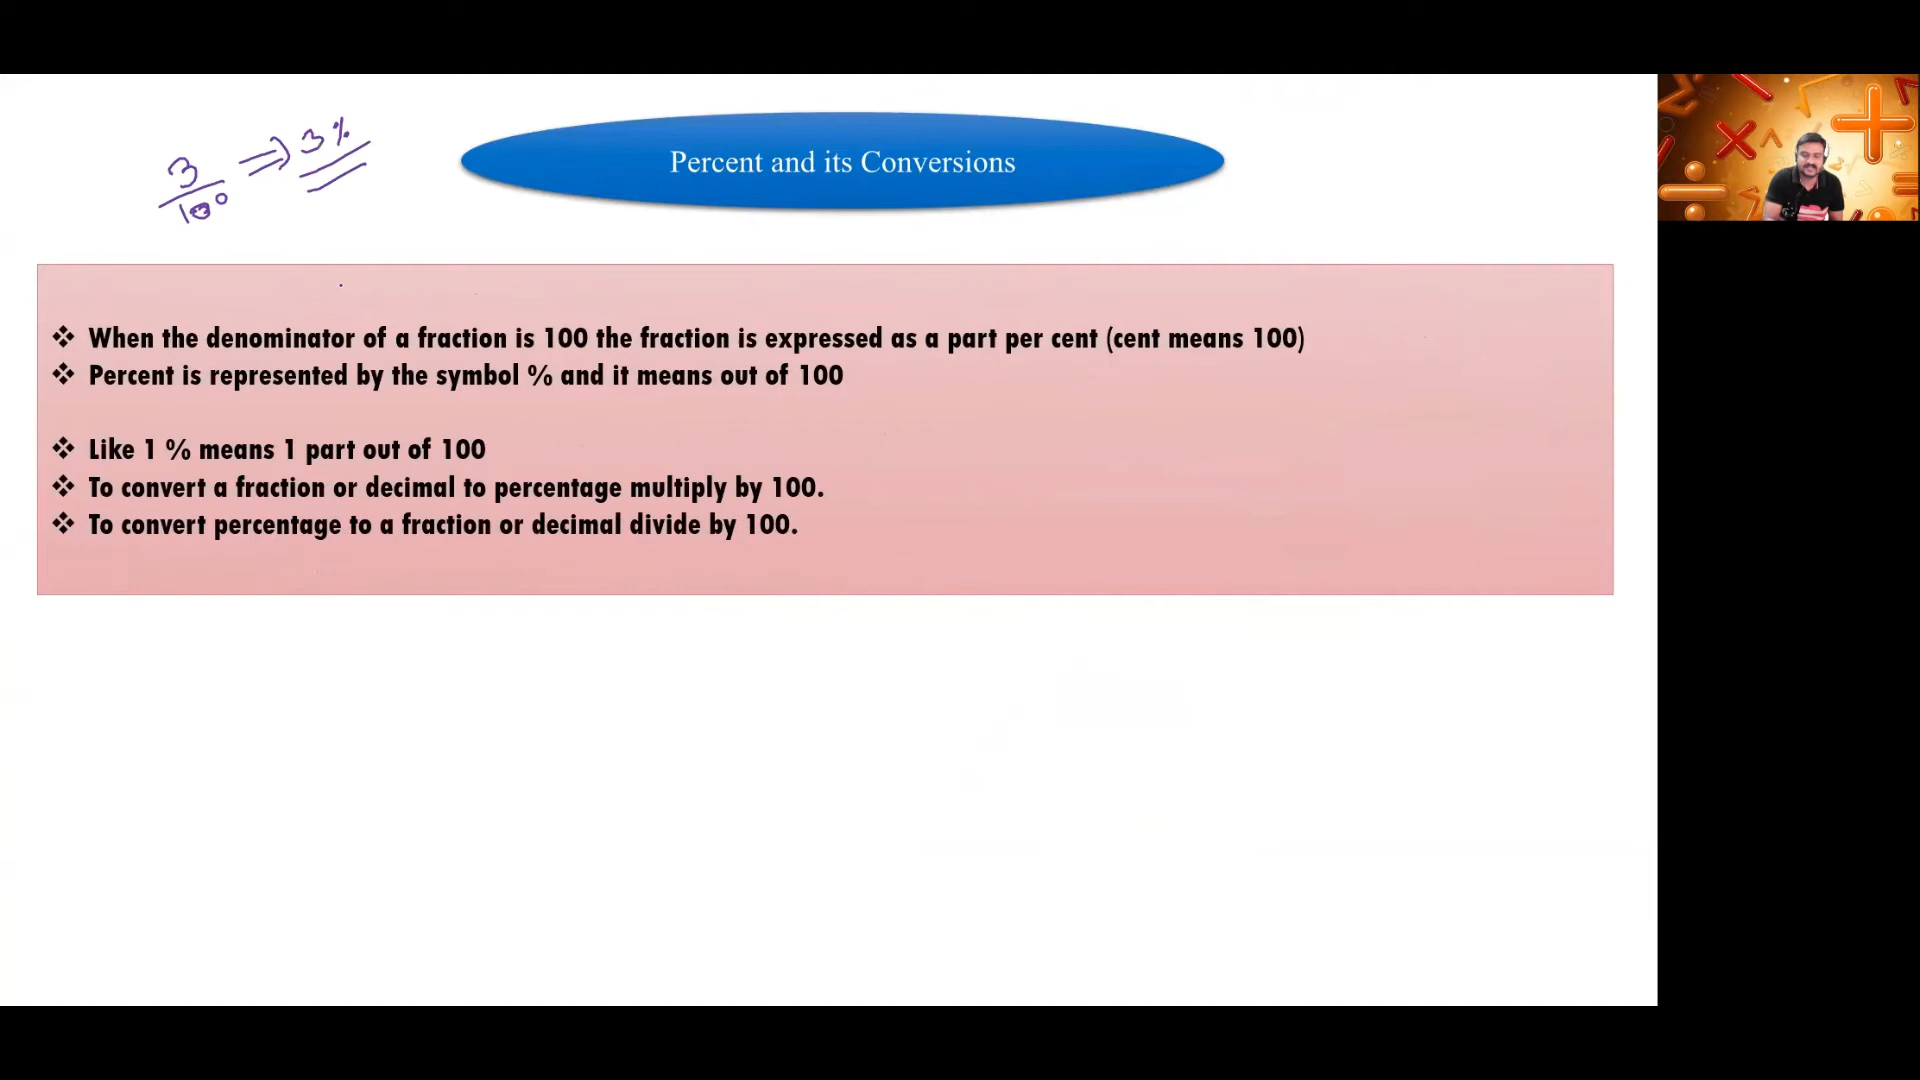 3/100 ⇒ 3%
Percent and its Conversions
❖ When the denominator of a fraction is 100 the fraction is expressed as a part per cent (cent means 100)
❖ Percent is represented by the symbol % and it means out of 100
❖ Like 1 % means 1 part out of 100
❖ To convert a fraction or decimal to percentage multiply by 100.
❖ To convert percentage to a fraction or decimal divide by 100.